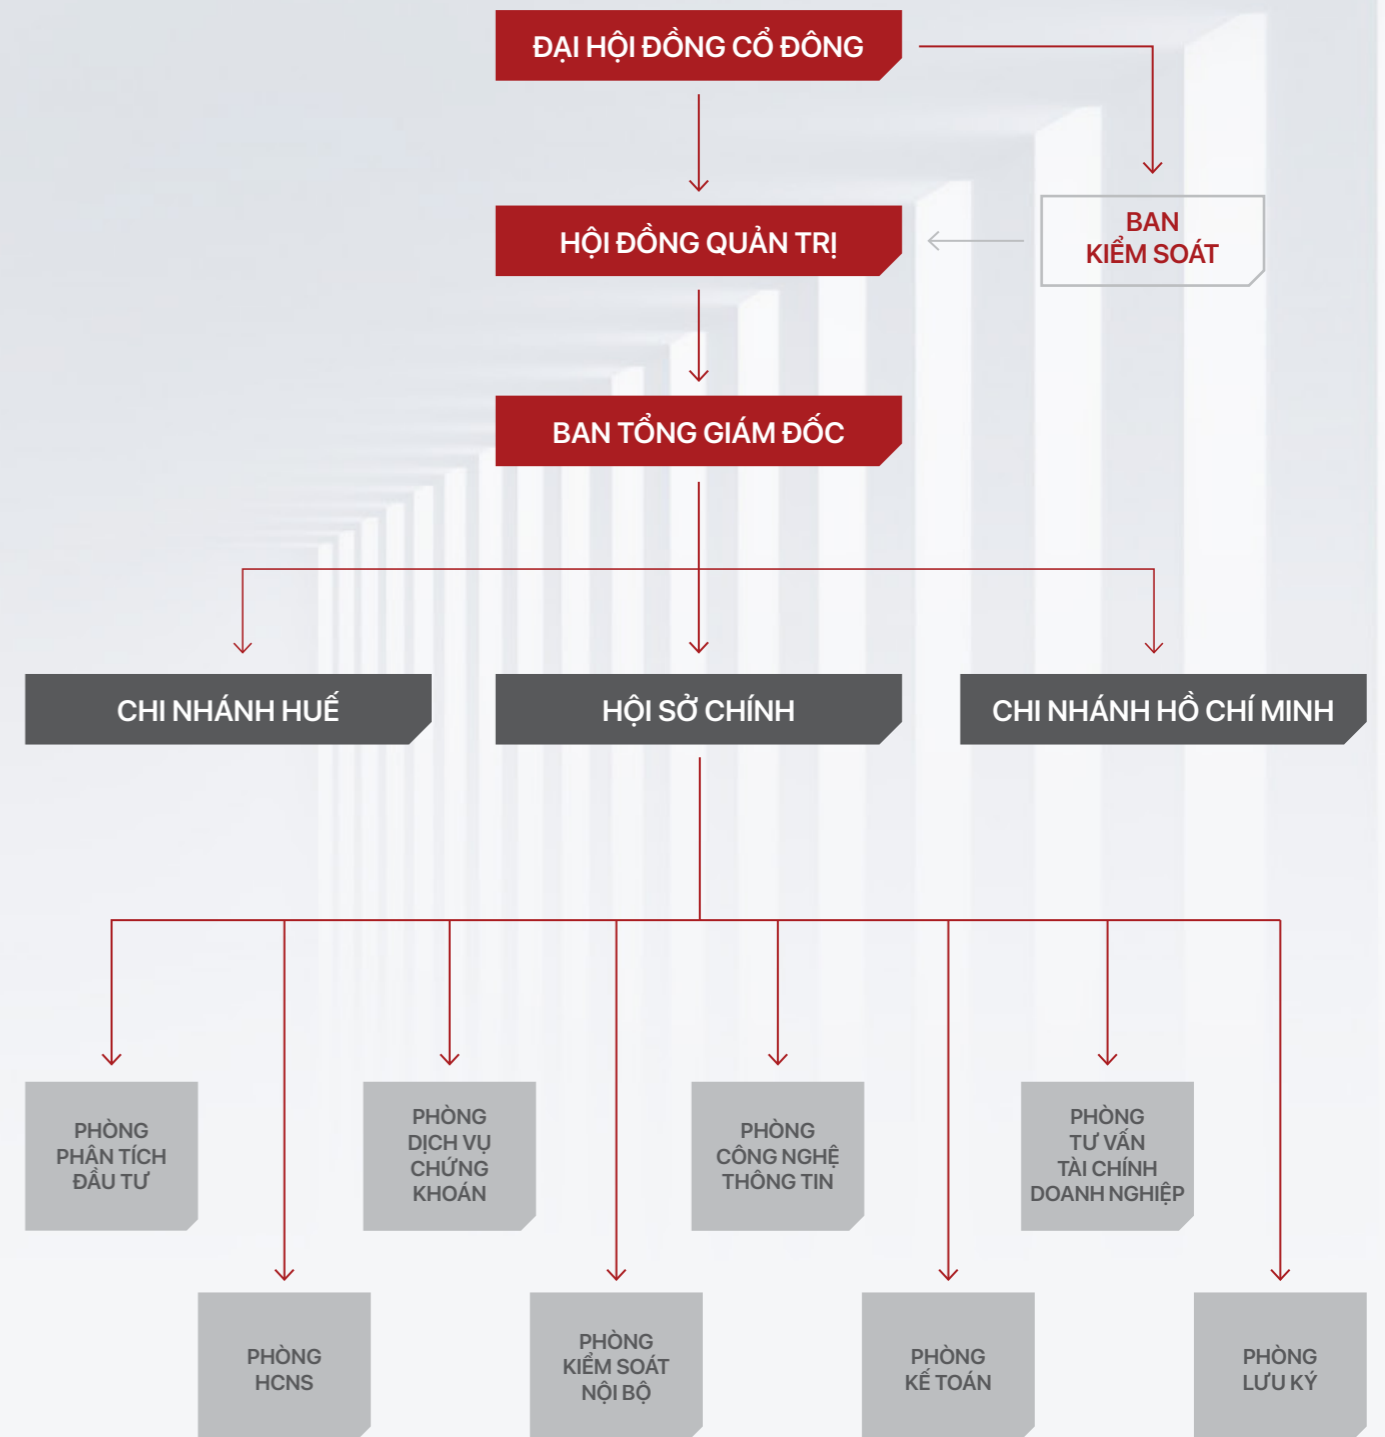 ĐẠI HỘI ĐỒNG CỔ ĐÔNG
BAN
KIỂM SOÁT
HỘI ĐỒNG QUẢN TRỊ
BAN TỔNG GIÁM ĐỐC
CHI NHÁNH HUẾ
HỘI SỞ CHÍNH
CHI NHÁNH HỒ CHÍ MINH
PHÒNG
PHÂN TÍCH
ĐẦU TƯ
PHÒNG
DỊCH VỤ
CHỨNG
KHOÁN
PHÒNG
CÔNG NGHỆ
THÔNG TIN
PHÒNG
TƯ VẤN
TÀI CHÍNH
DOANH NGHIỆP
PHÒNG
HCNS
PHÒNG
KIỂM SOÁT
NỘI BỘ
PHÒNG
KẾ TOÁN
PHÒNG
LƯU KÝ